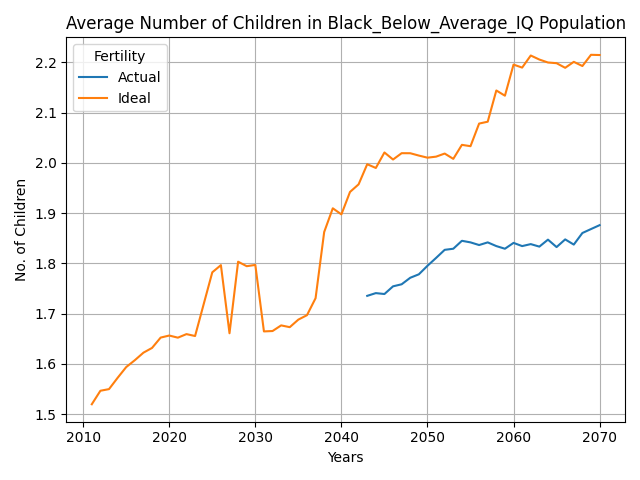 Average Number of Children in Black_Below_Average_IQ Population
Fertility
Actual
Ideal
No. of Children
2.2
2.1
2.0
1.9
1.8
1.7
1.6
1.5
2010 2020 2030 2040 2050 2060 2070
Years